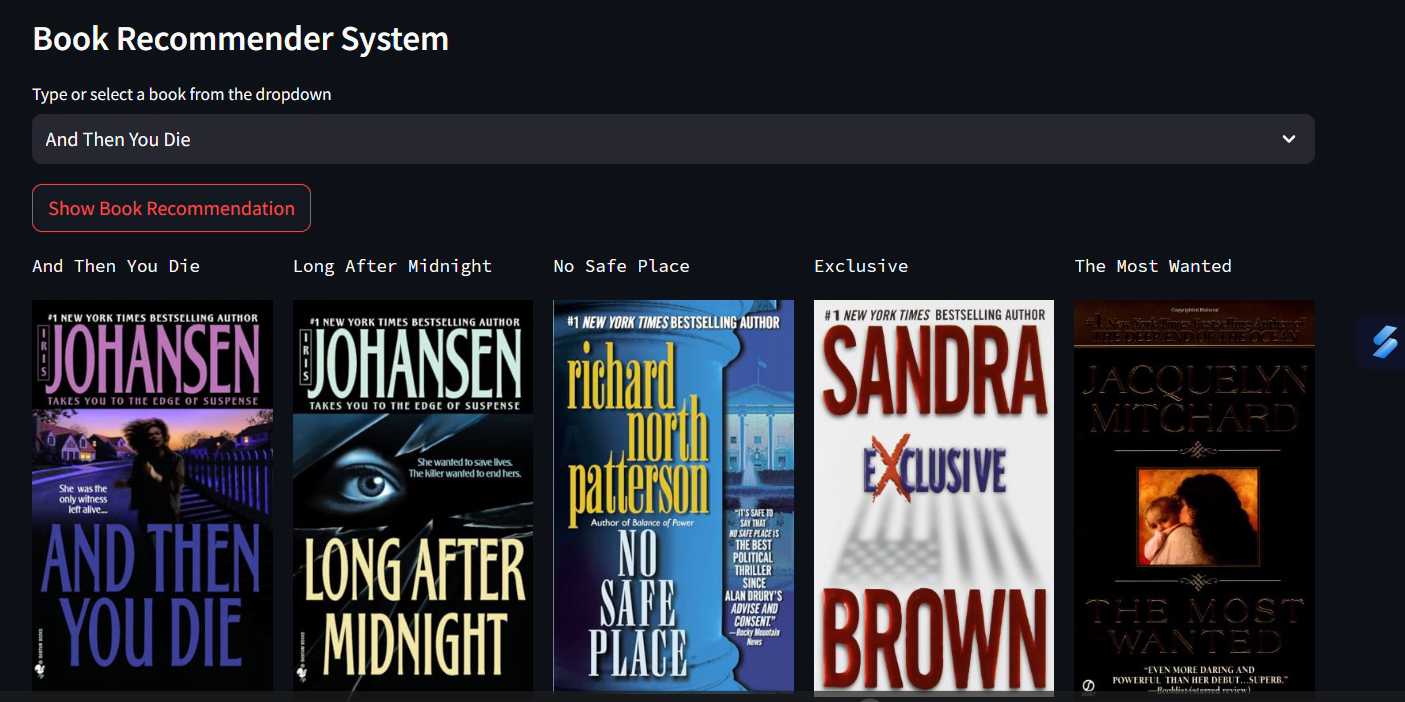 Book Recommender System
Type or select a book from the dropdown
And Then You Die
Show Book Recommendation
And Then You Die
Long After Midnight
No Safe Place
Exclusive
The Most Wanted
#1 NEW YORK TIMES BESTSELLING AUTHOR
IRIS
JOHANSEN
TAKES YOU TO THE EDGE OF SUSPENSE
She was the
only witness
left alive...
AND THEN
YOU DIE
#1 NEW YORK TIMES BESTSELLING AUTHOR
IRIS
JOHANSEN
TAKES YOU TO THE EDGE OF SUSPENSE
She wanted to save lives.
The killer wanted to end hers.
LONG AFTER
MIDNIGHT
#1 NEW YORK TIMES BESTSELLING AUTHOR
richard
north
patterson
Author of Balance of Power
NO
SAFE
PLACE
"IT'S SAFE TO
SAY THAT
NO SAFE PLACE IS
THE BEST
POLITICAL
THRILLER
SINCE
ALAN DRURY'S
ADVISE AND
CONSENT."
—Rocky Mountain
News
#1 NEW YORK TIMES BESTSELLING AUTHOR
SANDRA
EXCLUSIVE
BROWN
Copyrighted Material
#1 New York Times Bestselling Author of
THE DEEP END OF THE OCEAN
JACQUELYN
MITCHARD
THE MOST
WANTED
"EVEN MORE DARING AND
POWERFUL THAN HER DEBUT...SUPERB."
—Booklist (starred review)